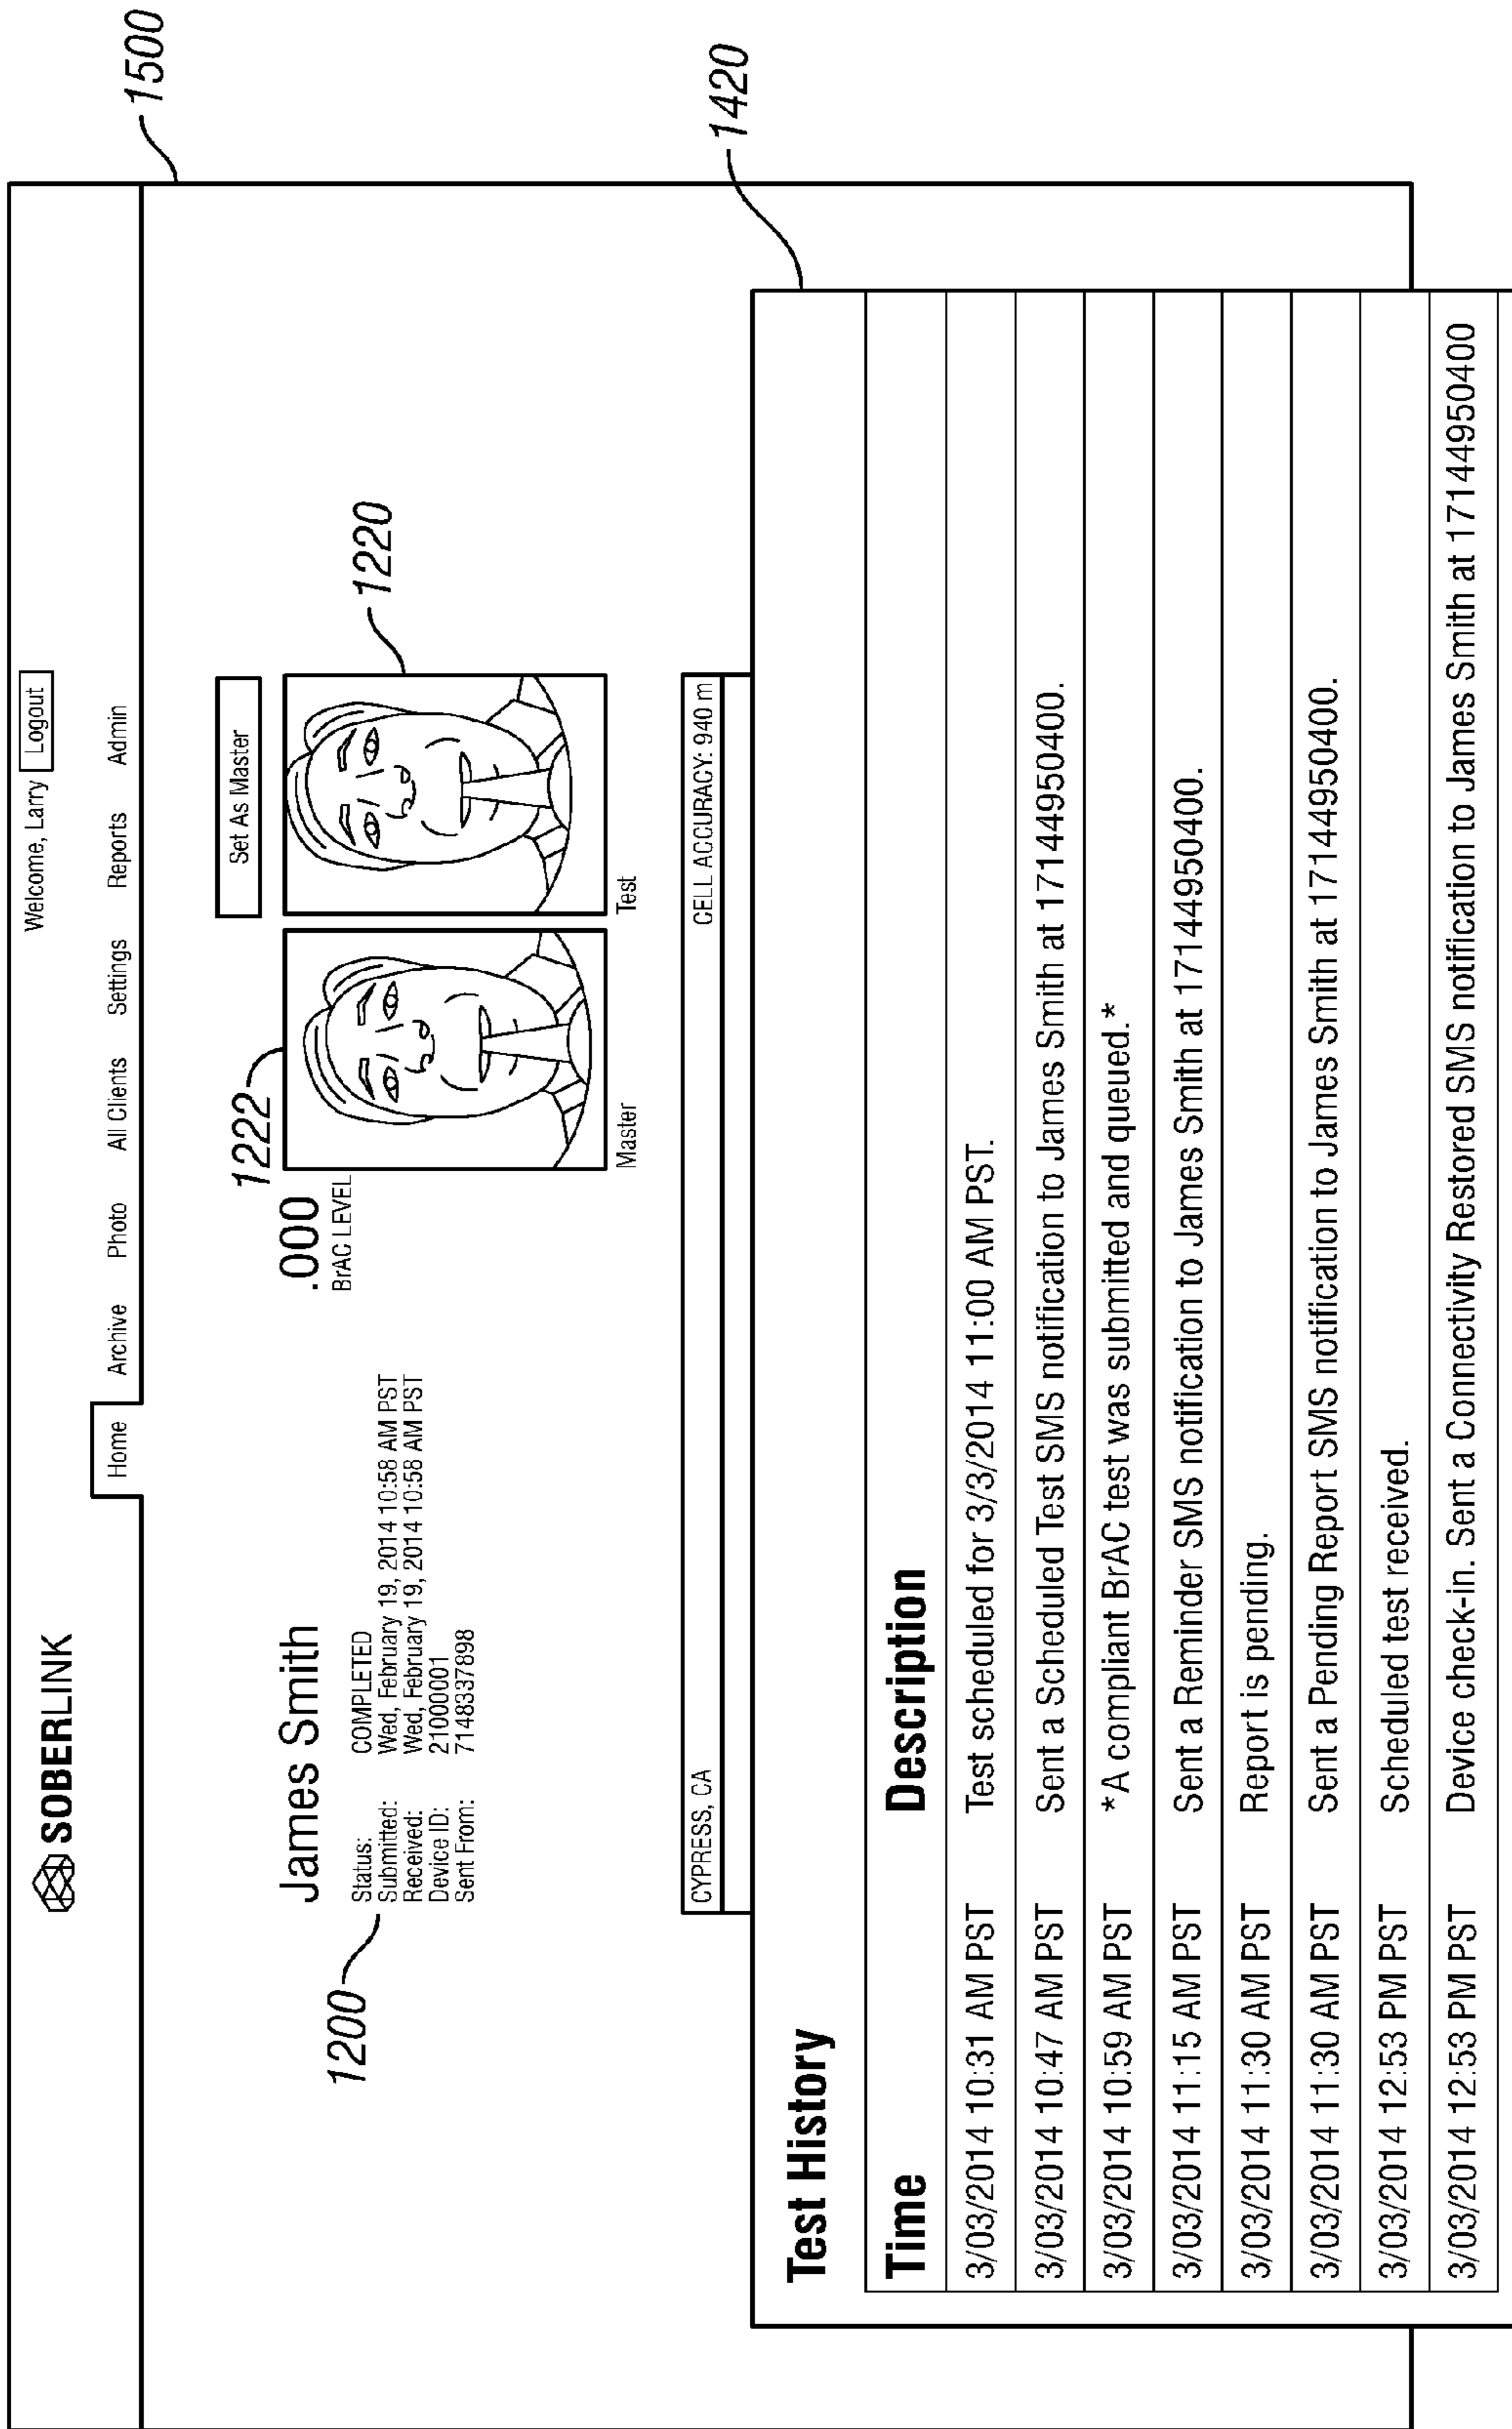 SOBERLINK
Welcome, Larry Logout
Home Archive Photo All Clients Settings Reports Admin
1500
James Smith
1200
Status: COMPLETED
Submitted: Wed, February 19, 2014 10:58 AM PST
Received: Wed, February 19, 2014 10:58 AM PST
Device ID: 21000001
Sent From: 7148337898
.000
BrAC LEVEL
1222
Set As Master
1220
Master
Test
CYPRESS, CA
CELL ACCURACY: 940 m
1420
Test History
Time Description
3/03/2014 10:31 AM PST Test scheduled for 3/3/2014 11:00 AM PST.
3/03/2014 10:47 AM PST Sent a Scheduled Test SMS notification to James Smith at 17144950400.
3/03/2014 10:59 AM PST *A compliant BrAC test was submitted and queued.*
3/03/2014 11:15 AM PST Sent a Reminder SMS notification to James Smith at 17144950400.
3/03/2014 11:30 AM PST Report is pending.
3/03/2014 11:30 AM PST Sent a Pending Report SMS notification to James Smith at 17144950400.
3/03/2014 12:53 PM PST Scheduled test received.
3/03/2014 12:53 PM PST Device check-in. Sent a Connectivity Restored SMS notification to James Smith at 17144950400